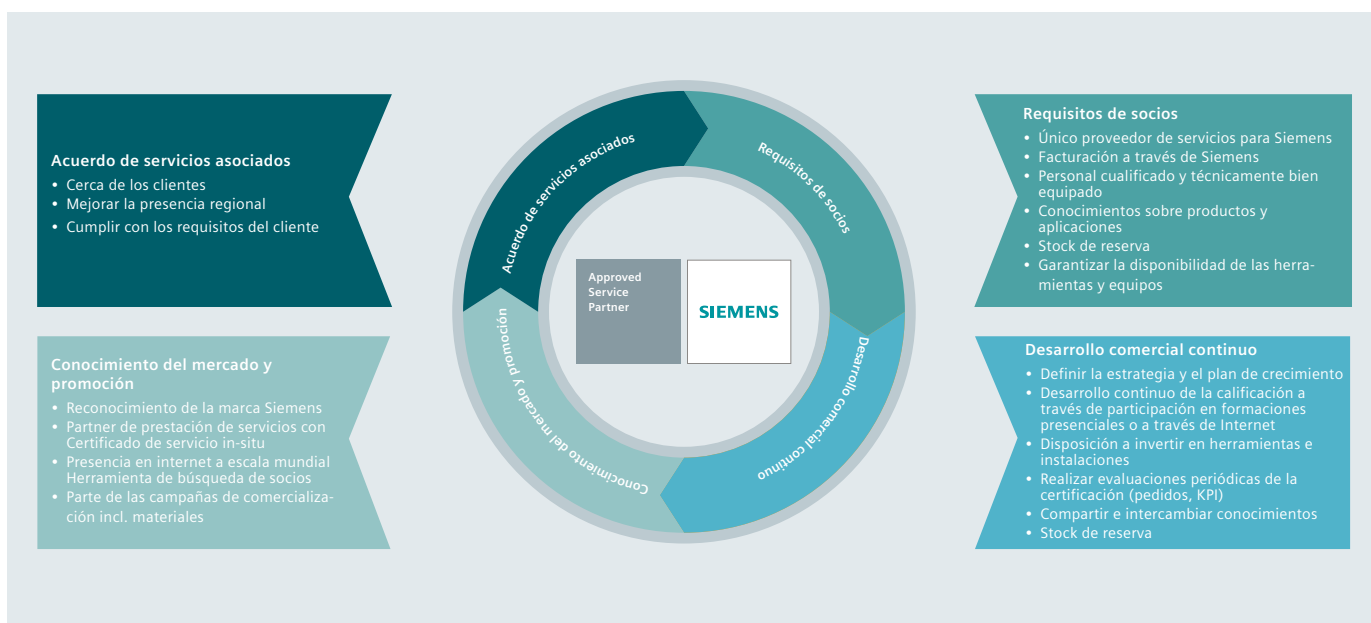 Acuerdo de servicios asociados
• Cerca de los clientes
• Mejorar la presencia regional
• Cumplir con los requisitos del cliente
Conocimiento del mercado y
promoción
• Reconocimiento de la marca Siemens
• Partner de prestación de servicios con
Certificado de servicio in-situ
• Presencia en internet a escala mundial
Herramienta de búsqueda de socios
• Parte de las campañas de comercializa-
ción incl. materiales
Acuerdo de servicios asociados
Requisitos de socios
Desarrollo comercial continuo
Conocimiento del mercado y promoción
Approved
Service
Partner
SIEMENS
Requisitos de socios
• Único proveedor de servicios para Siemens
• Facturación a través de Siemens
• Personal cualificado y técnicamente bien
equipado
• Conocimientos sobre productos y
aplicaciones
• Stock de reserva
• Garantizar la disponibilidad de las herra-
mientas y equipos
Desarrollo comercial continuo
• Definir la estrategia y el plan de crecimiento
• Desarrollo continuo de la calificación a
través de participación en formaciones
presenciales o a través de Internet
• Disposición a invertir en herramientas e
instalaciones
• Realizar evaluaciones periódicas de la
certificación (pedidos, KPI)
• Compartir e intercambiar conocimientos
• Stock de reserva